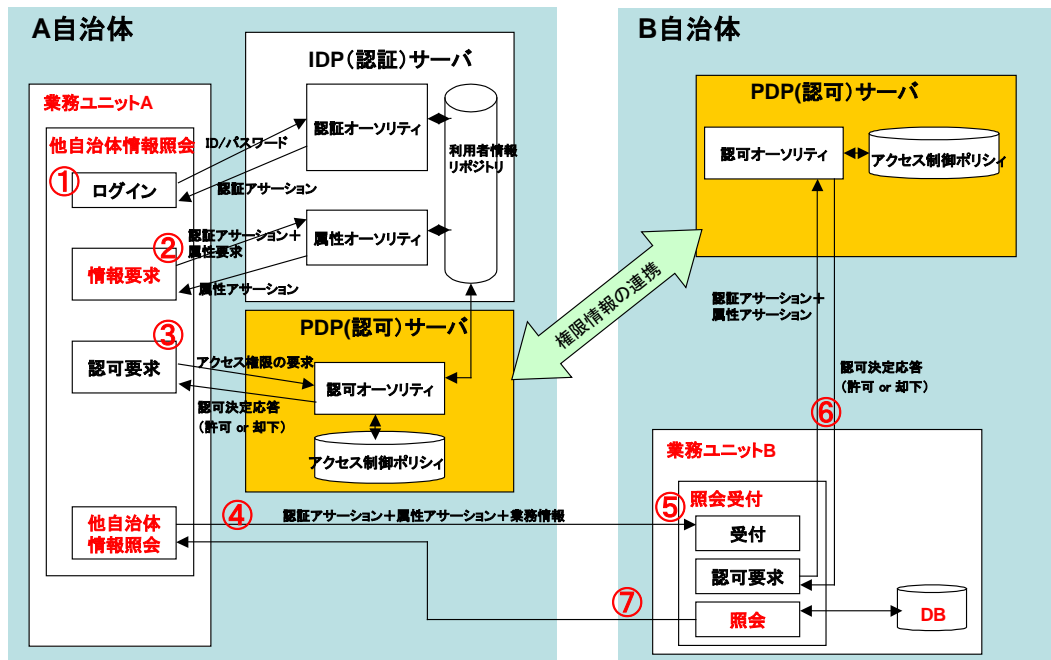 A自治体
IDP(認証)サーバ
業務ユニットA
他自治体情報照会
ID/パスワード
認証オーソリティ
利用者情報
リポジトリ
①
ログイン
認証アサーション
②
認証アサーション+
属性要求
属性オーソリティ
情報要求
属性アサーション
PDP(認可)サーバ
③
認可要求
アクセス権限の要求
認可オーソリティ
認可決定応答
(許可 or 却下)
アクセス制御ポリシィ
他自治体
情報照会
④
認証アサーション+属性アサーション+業務情報
権限情報の連携
B自治体
PDP(認可)サーバ
認可オーソリティ
アクセス制御ポリシィ
認証アサーション+
属性アサーション
認可決定応答
(許可 or 却下)
⑥
業務ユニットB
⑤
照会受付
受付
認可要求
⑦
照会
DB